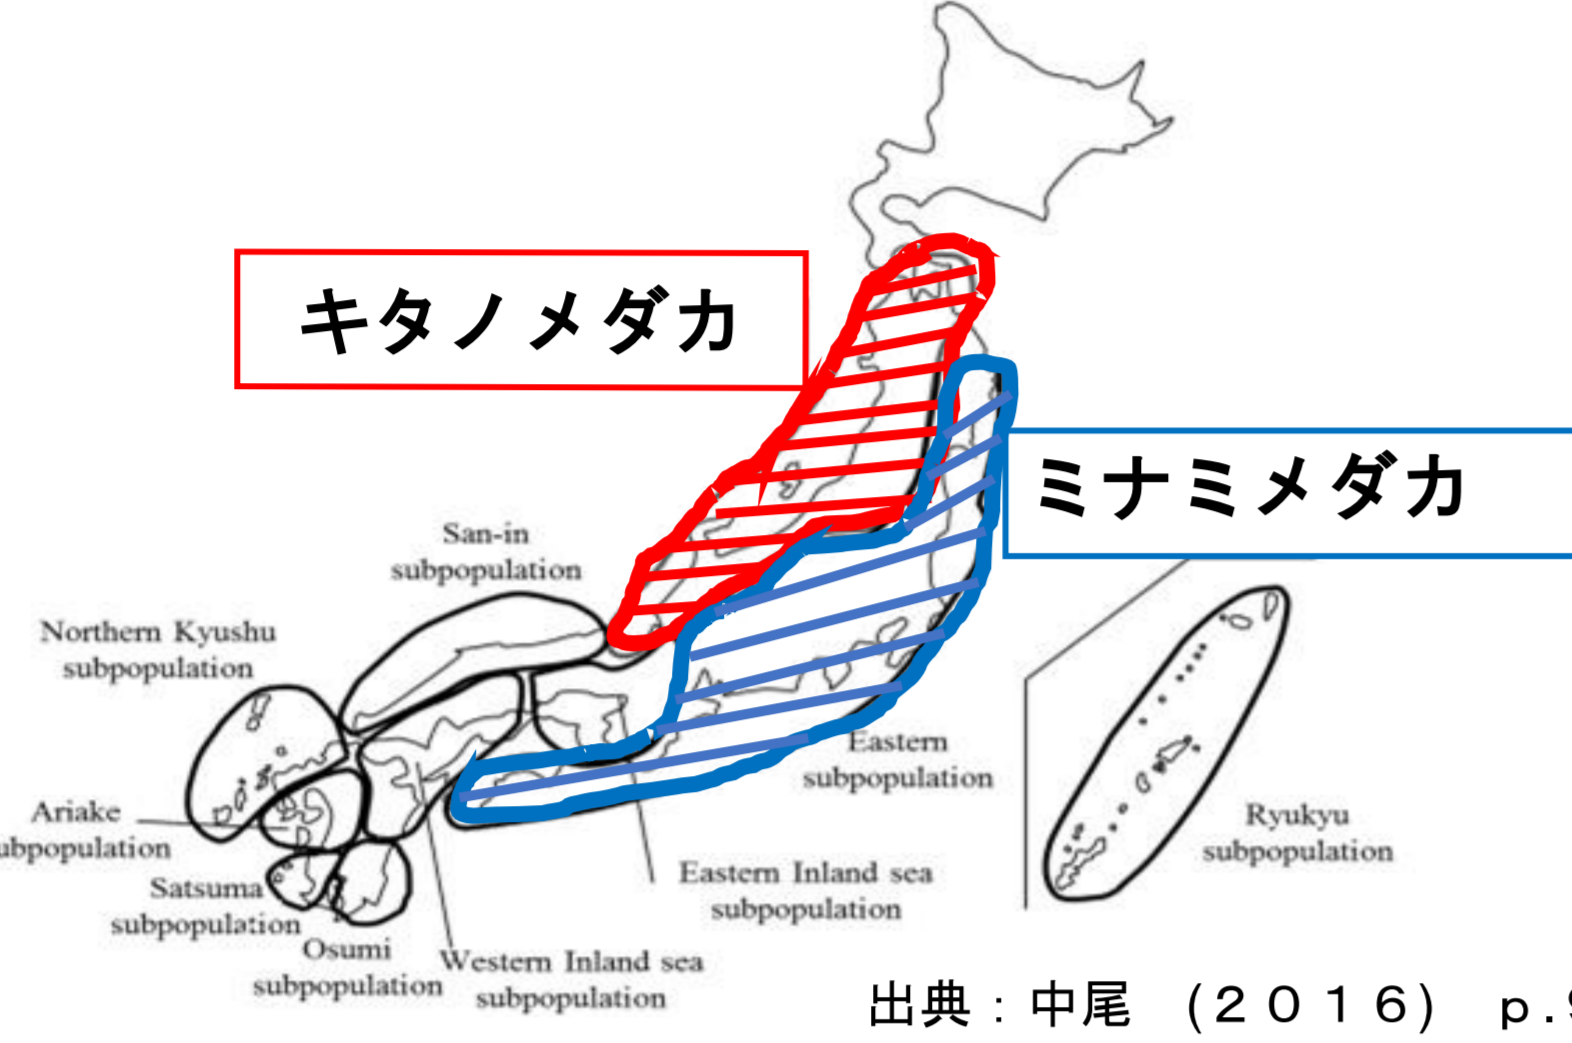 キタノメダカ
ミナミメダカ
San-in
subpopulation
Northern Kyushu
subpopulation
Eastern
subpopulation
Ariake
ubpopulation
Ryukyu
subpopulation
Satsuma
subpopulation
Eastern Inland sea
subpopulation
Osumi
subpopulation
Western Inland sea
subpopulation
出典：中尾 (２０１６) ｐ.9